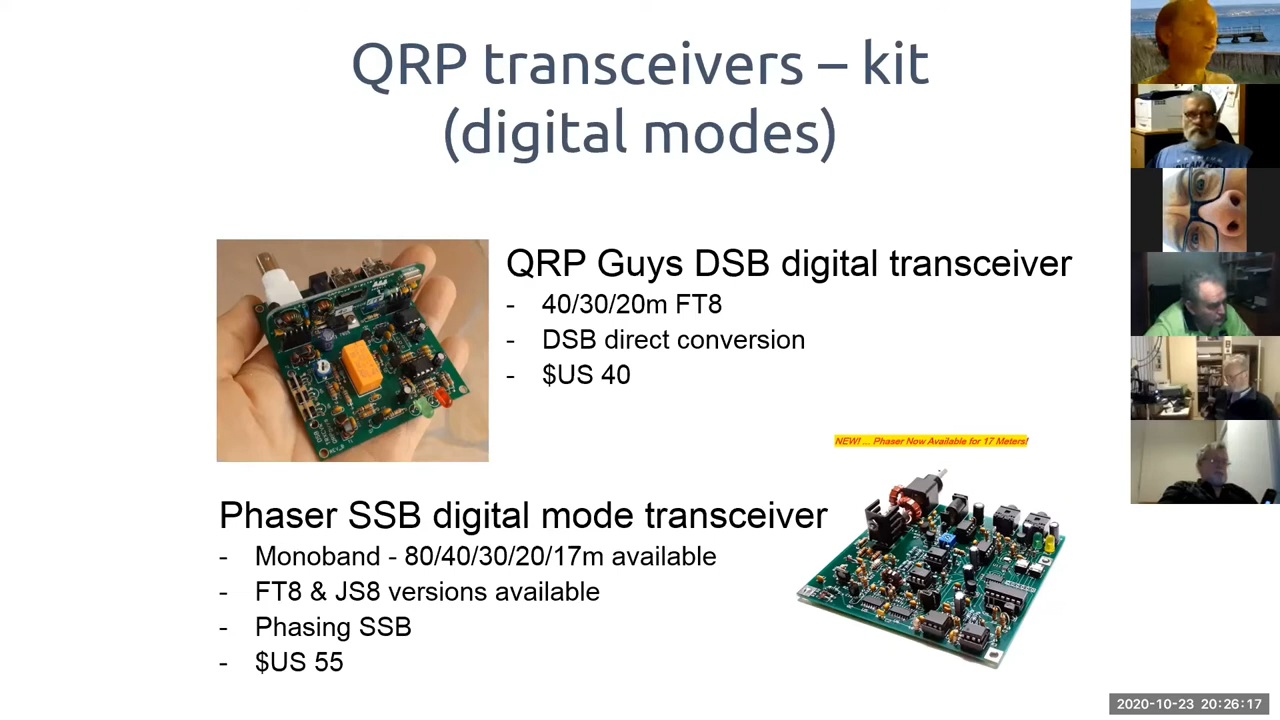 QRP transceivers – kit
(digital modes)
QRP Guys DSB digital transceiver
- 40/30/20m FT8
- DSB direct conversion
- $US 40
NEW! ... Phaser Now Available for 17 Meters!
Phaser SSB digital mode transceiver
- Monoband - 80/40/30/20/17m available
- FT8 & JS8 versions available
- Phasing SSB
- $US 55
2020-10-23 20:26:17